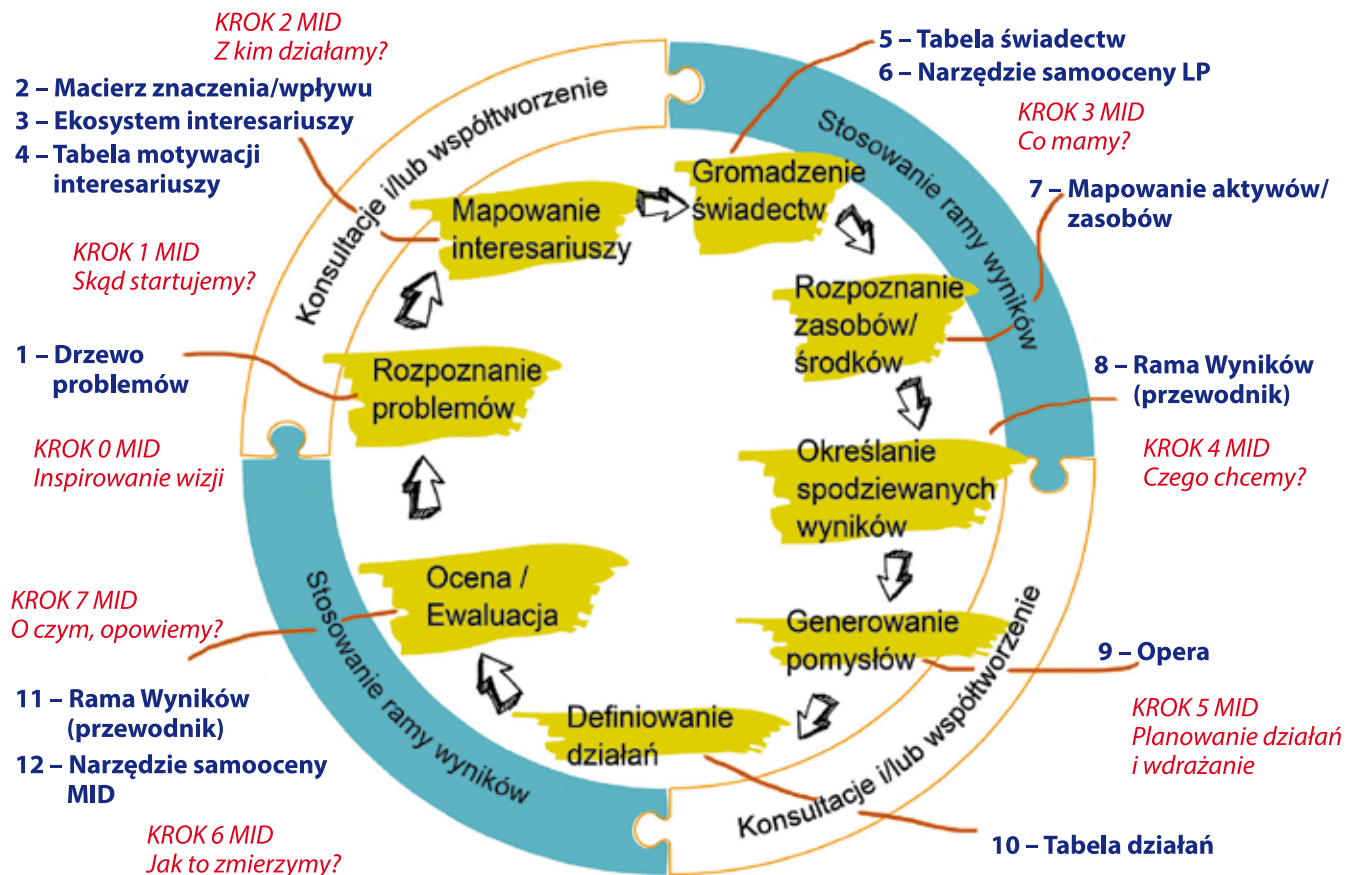 KROK 2 MID
Z kim działamy?
2 – Macierz znaczenia/wpływu
3 – Ekosystem interesariuszy
4 – Tabela motywacji
interesariuszy
5 – Tabela świadectw
6 – Narzędzie samooceny LP
KROK 3 MID
Co mamy?
7 – Mapowanie aktywów/
zasobów
KROK 1 MID
Skąd startujemy?
1 – Drzewo
problemów
KROK 0 MID
Inspirowanie wizji
8 – Rama Wyników
(przewodnik)
KROK 4 MID
Czego chcemy?
Konsultacje i/lub współtworzenie
Stosowanie ramy wyników
Mapowanie
interesariuszy
Gromadzenie
świadectw
Rozpoznanie
zasobów/
środków
Rozpoznanie
problemów
Określanie
spodziewanych
wyników
Ocena /
Ewaluacja
Generowanie
pomysłów
Definiowanie
działań
Stosowanie ramy wyników
Konsultacje i/lub współtworzenie
KROK 7 MID
O czym, opowiemy?
11 – Rama Wyników
(przewodnik)
12 – Narzędzie samooceny
MID
KROK 6 MID
Jak to zmierzymy?
9 – Opera
KROK 5 MID
Planowanie działań
i wdrażanie
10 – Tabela działań